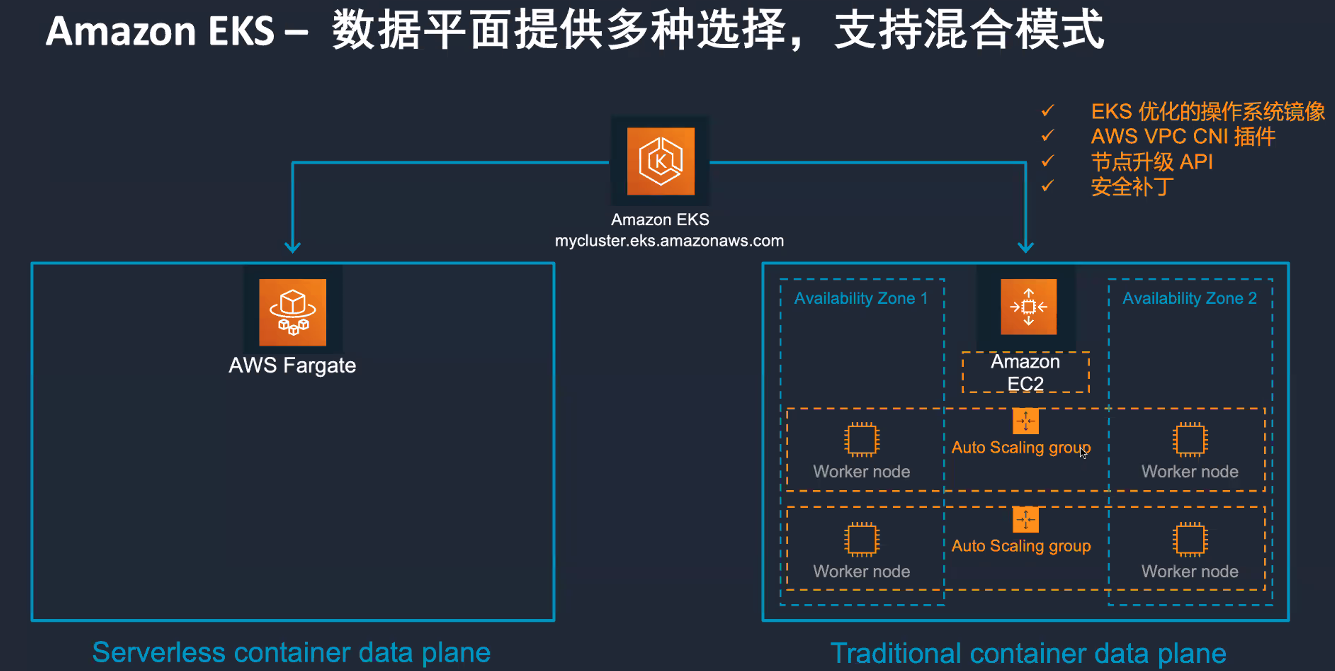 Amazon EKS – 数据平面提供多种选择，支持混合模式
✓ EKS 优化的操作系统镜像
✓ AWS VPC CNI 插件
✓ 节点升级 API
✓ 安全补丁
Amazon EKS
mycluster.eks.amazonaws.com
AWS Fargate
Serverless container data plane
Availability Zone 1
Amazon
EC2
Availability Zone 2
Auto Scaling group
Worker node
Worker node
Auto Scaling group
Worker node
Worker node
Traditional container data plane